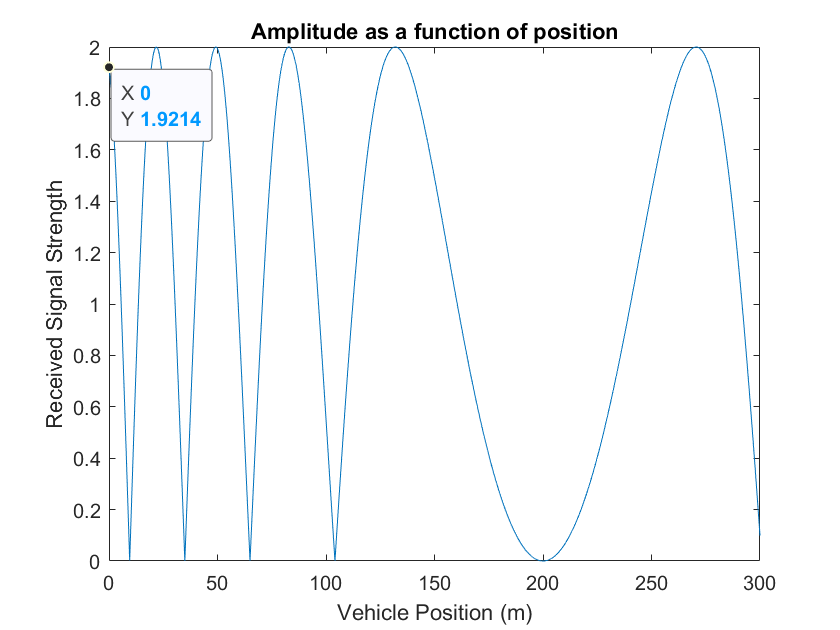 Amplitude as a function of position
2
1.8
1.6
1.4
1.2
1
0.8
0.6
0.4
0.2
0
X 0
Y 1.9214
Received Signal Strength
0 50 100 150 200 250 300
Vehicle Position (m)